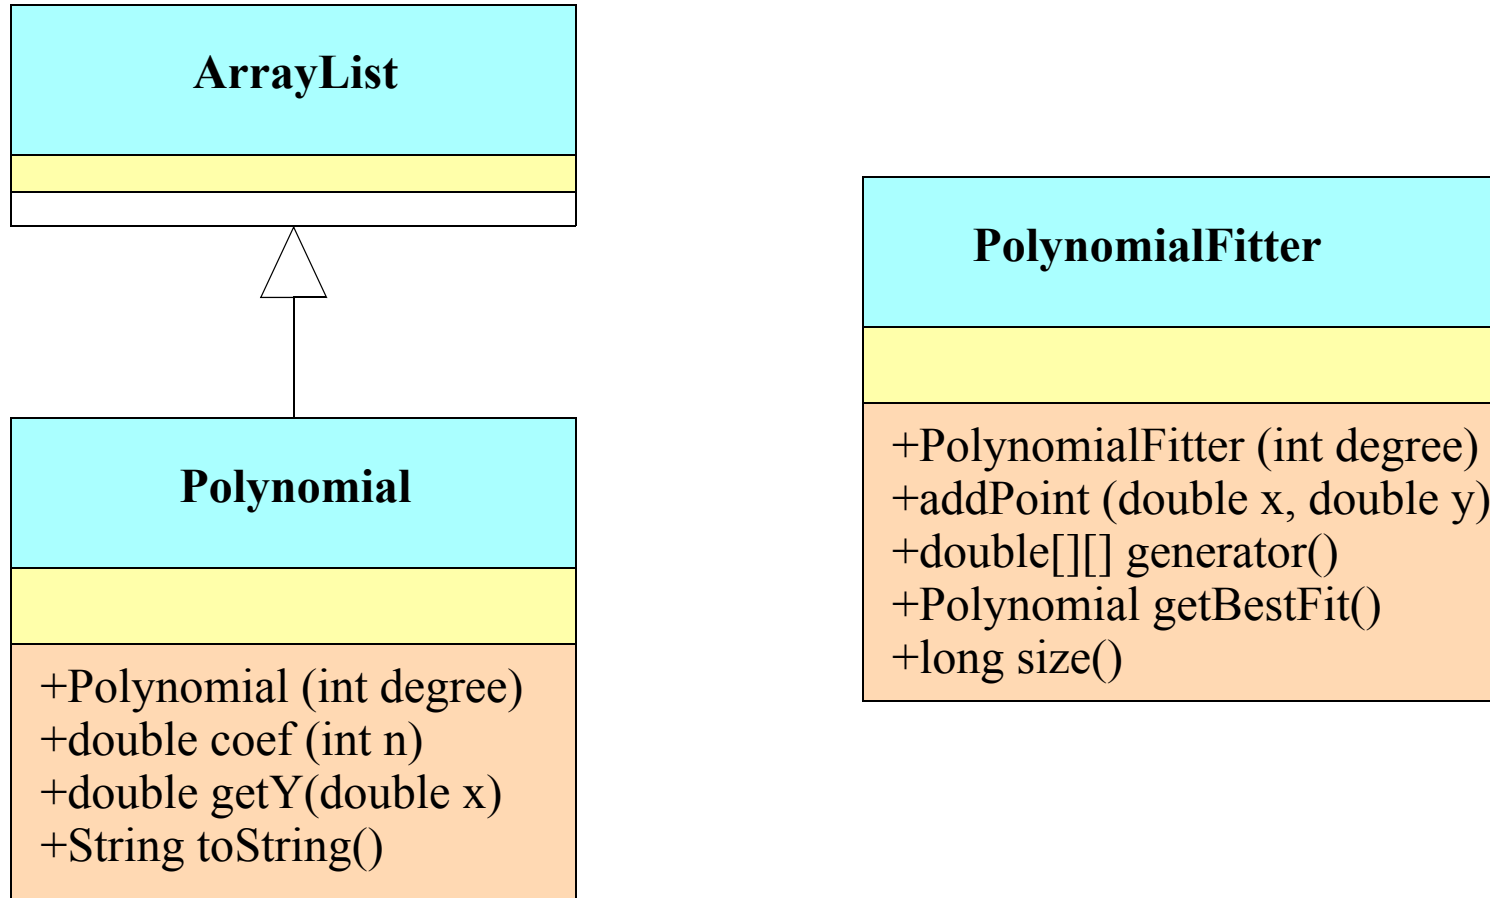 ArrayList
Polynomial
+Polynomial (int degree)
+double coef (int n)
+double getY(double x)
+String toString()
PolynomialFitter
+PolynomialFitter (int degree)
+addPoint (double x, double y)
+double[][] generator()
+Polynomial getBestFit()
+long size()